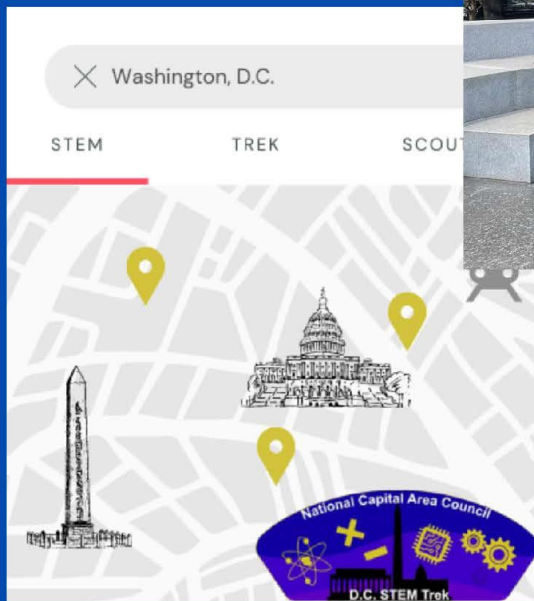 Washington, D.C.
STEM TREK SCOUT
National Capital Area Council
D.C. STEM Trek